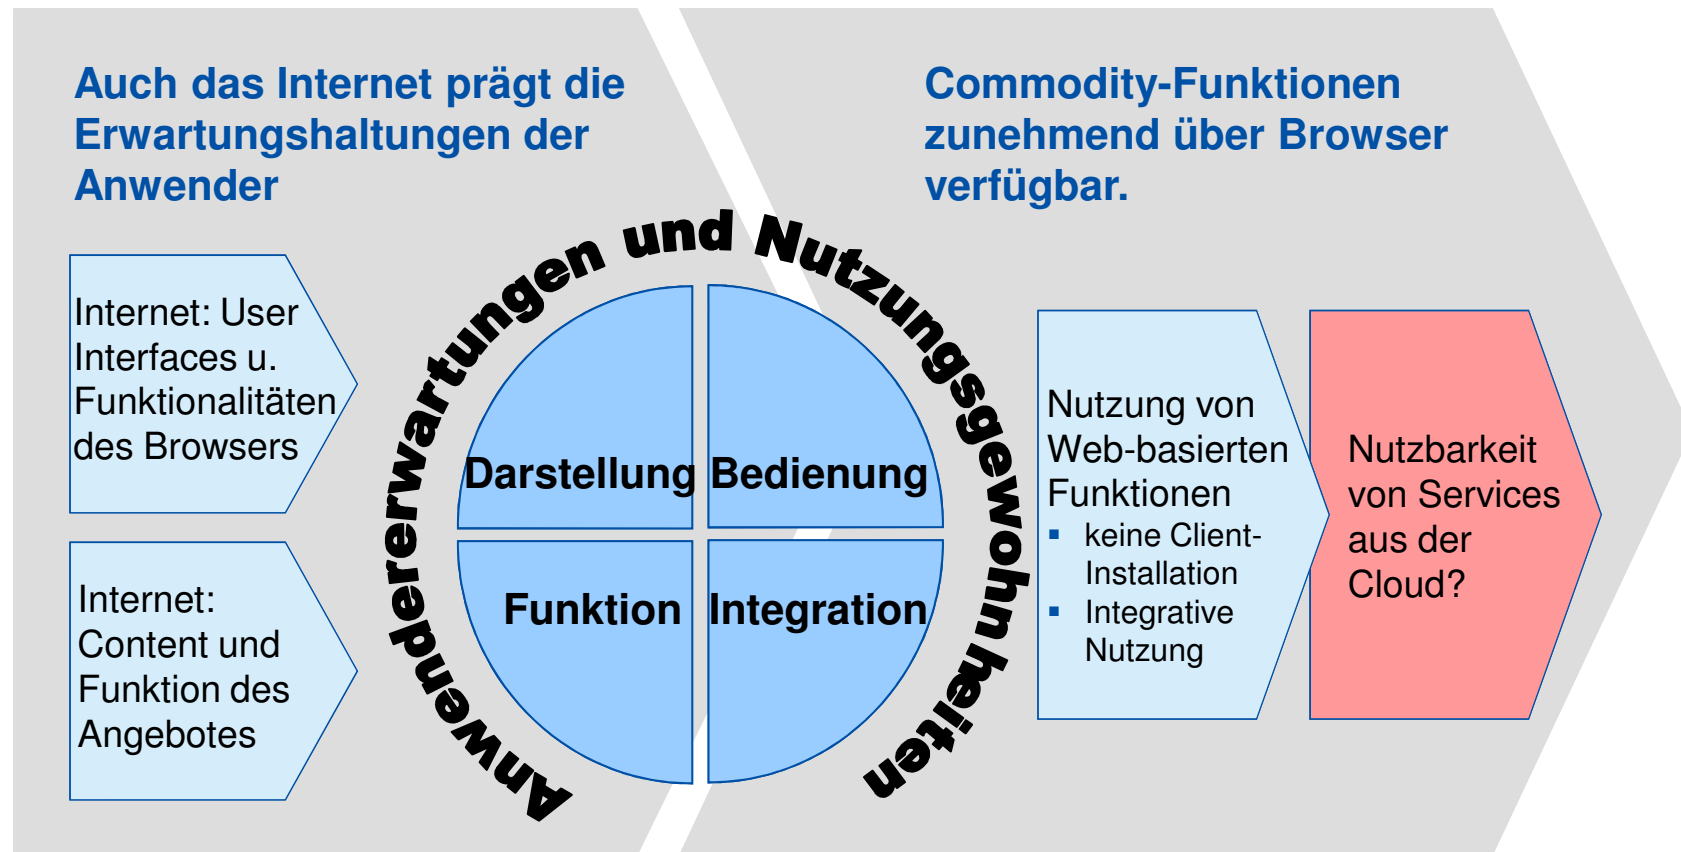 Auch das Internet prägt die
Erwartungshaltungen der
Anwender
Commodity-Funktionen
zunehmend über Browser
verfügbar.
Internet: User
Interfaces u.
Funktionalitäten
des Browsers
Internet:
Content und
Funktion des
Angebotes
Anwendererwartungen und Nutzungsgewohnheiten
Darstellung
Bedienung
Funktion
Integration
Nutzung von
Web-basierten
Funktionen
▪ keine Client-
Installation
▪ Integrative
Nutzung
Nutzbarkeit
von Services
aus der
Cloud?